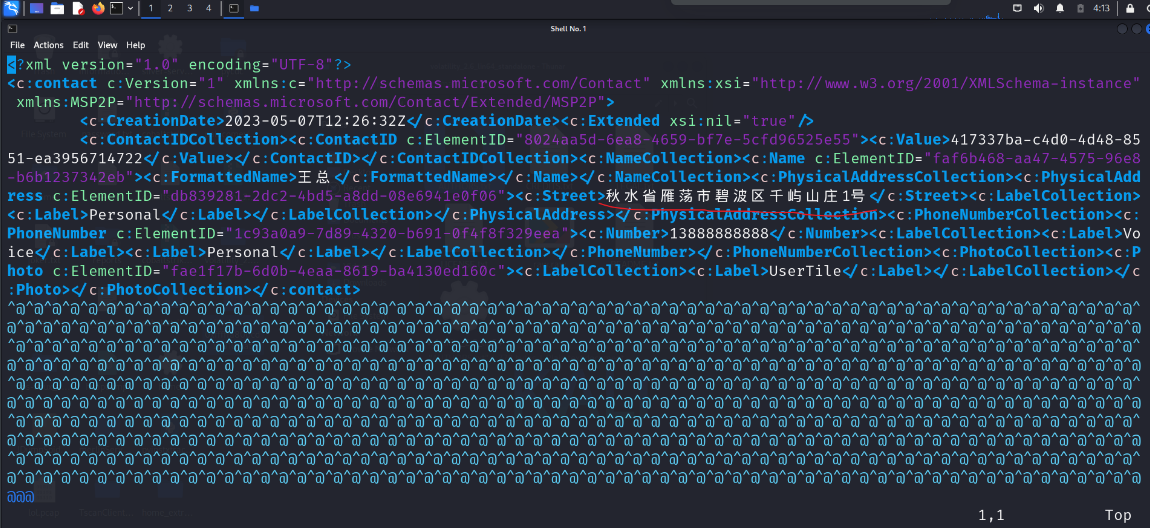 1 2 3 4 4:13
Shell No. 1
File Actions Edit View Help
<?xml version="1.0" encoding="UTF-8"?>
<c:contact c:Version="1" xmlns:c="http://schemas.microsoft.com/Contact" xmlns:xsi="http://www.w3.org/2001/XMLSchema-instance"
xmlns:MSP2P="http://schemas.microsoft.com/Contact/Extended/MSP2P">
<c:CreationDate>2023-05-07T12:26:32Z</c:CreationDate><c:Extended xsi:nil="true"/>
<c:ContactIDCollection><c:ContactID c:ElementID="8024aa5d-6ea8-4659-bf7e-5cfd96525e55"><c:Value>417337ba-c4d0-4d48-85
51-ea3956714722</c:Value></c:ContactID></c:ContactIDCollection><c:NameCollection><c:Name c:ElementID="faf6b468-aa47-4575-96e8
-b6b1237342eb"><c:FormattedName>王总</c:FormattedName></c:Name></c:NameCollection><c:PhysicalAddressCollection><c:PhysicalAdd
ress c:ElementID="db839281-2dc2-4bd5-a8dd-08e6941e0f06"><c:Street>秋水省雁荡市碧波区千屿山庄1号</c:Street><c:LabelCollection>
<c:Label>Personal</c:Label></c:LabelCollection></c:PhysicalAddress></c:PhysicalAddressCollection><c:PhoneNumberCollection><c:
PhoneNumber c:ElementID="1c93a0a9-7d89-4320-b691-0f4f8f329eea"><c:Number>13888888888</c:Number><c:LabelCollection><c:Label>Vo
ice</c:Label><c:Label>Personal</c:Label></c:LabelCollection></c:PhoneNumber></c:PhoneNumberCollection><c:PhotoCollection><c:P
hoto c:ElementID="fae1f17b-6d0b-4eaa-8619-ba4130ed160c"><c:LabelCollection><c:Label>UserTile</c:Label></c:LabelCollection></c
:Photo></c:PhotoCollection></c:contact>
^@^@^@^@^@^@^@^@^@^@^@^@^@^@^@^@^@^@^@^@^@^@^@^@^@^@^@^@^@^@^@^@^@^@^@^@^@^@^@^@^@^@^@^@^@^@^@^@^@^@^@^@^@^@^@^@^@^@^@^@^@^@^
@^@^@^@^@^@^@^@^@^@^@^@^@^@^@^@^@^@^@^@^@^@^@^@^@^@^@^@^@^@^@^@^@^@^@^@^@^@^@^@^@^@^@^@^@^@^@^@^@^@^@^@^@^@^@^@^@^@^@^@^@^@^@
^@^@^@^@^@^@^@^@^@^@^@^@^@^@^@^@^@^@^@^@^@^@^@^@^@^@^@^@^@^@^@^@^@^@^@^@^@^@^@^@^@^@^@^@^@^@^@^@^@^@^@^@^@^@^@^@^@^@^@^@^@^@^
@^@^@^@^@^@^@^@^@^@^@^@^@^@^@^@^@^@^@^@^@^@^@^@^@^@^@^@^@^@^@^@^@^@^@^@^@^@^@^@^@^@^@^@^@^@^@^@^@^@^@^@^@^@^@^@^@^@^@^@^@^@^@
^@^@^@^@^@^@^@^@^@^@^@^@^@^@^@^@^@^@^@^@^@^@^@^@^@^@^@^@^@^@^@^@^@^@^@^@^@^@^@^@^@^@^@^@^@^@^@^@^@^@^@^@^@^@^@^@^@^@^@^@^@^@^
@^@^@^@^@^@^@^@^@^@^@^@^@^@^@^@^@^@^@^@^@^@^@^@^@^@^@^@^@^@^@^@^@^@^@^@^@^@^@^@^@^@^@^@^@^@^@^@^@^@^@^@^@^@^@^@^@^@^@^@^@^@^@
^@^@^@^@^@^@^@^@^@^@^@^@^@^@^@^@^@^@^@^@^@^@^@^@^@^@^@^@^@^@^@^@^@^@^@^@^@^@^@^@^@^@^@^@^@^@^@^@^@^@^@^@^@^@^@^@^@^@^@^@^@^@^
@^@^@^@^@^@^@^@^@^@^@^@^@^@^@^@^@^@^@^@^@^@^@^@^@^@^@^@^@^@^@^@^@^@^@^@^@^@^@^@^@^@^@^@^@^@^@^@^@^@^@^@^@^@^@^@^@^@^@^@^@^@^@
^@^@^@^@^@^@^@^@^@^@^@^@^@^@^@^@^@^@^@^@^@^@^@^@^@^@^@^@^@^@^@^@^@^@^@^@^@^@^@^@^@^@^@^@^@^@^@^@^@^@^@^@^@^@^@^@^@^@^@^@^@^@^
@^@^@^@^@^@^@^@^@^@^@^@^@^@^@^@^@^@^@^@^@^@^@^@^@^@^@^@^@^@^@^@^@^@^@^@^@^@^@^@^@^@^@^@^@^@^@^@^@^@^@^@^@^@^@^@^@^@^@^@^@^@^@
@@@
1,1 Top